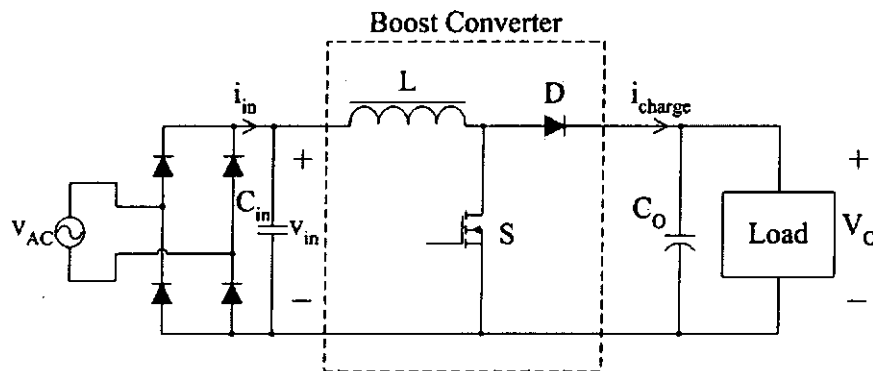 Boost Converter
i_in
L
D
i_charge
+
+
C_in
v_in
v_AC
S
C_O
Load
V_O
−
−